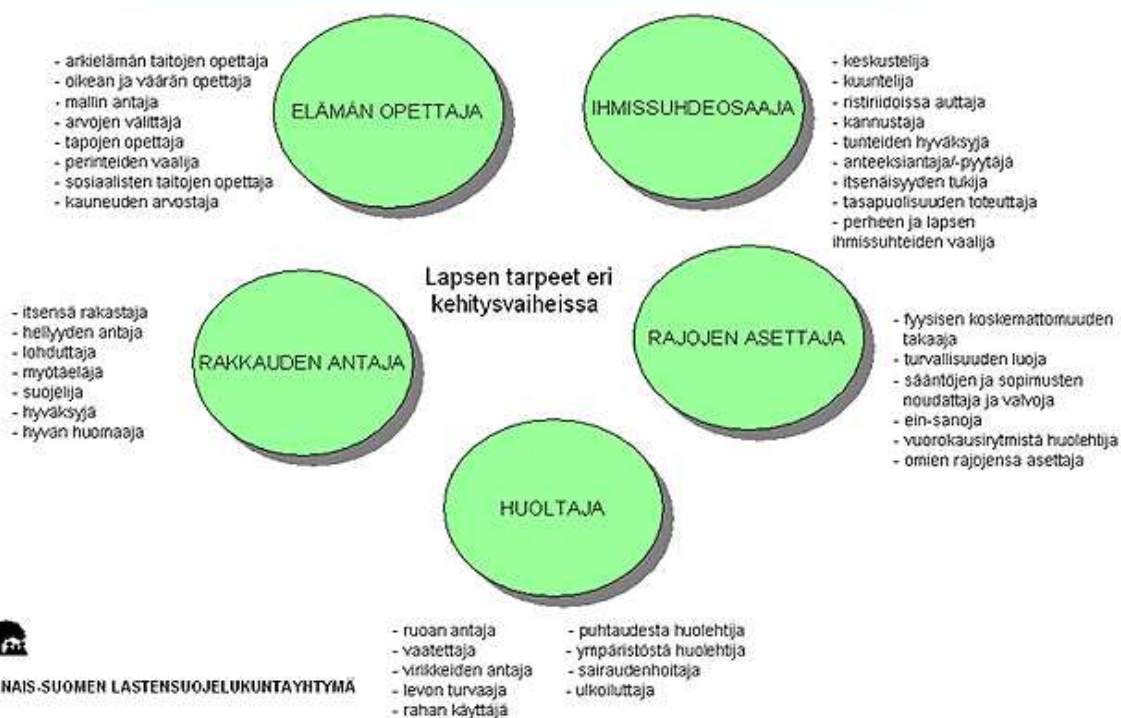 - arkielämän taitojen opettaja
- oikean ja väärän opettaja
- mallin antaja
- arvojen välittäjä
- tapojen opettaja
- perinteiden vaalija
- sosiaalisten taitojen opettaja
- kauneuden arvostaja
ELÄMÄN OPETTAJA
IHMISSUHDEOSAAJA
- keskustelija
- kuuntelija
- ristiriidoissa auttaja
- kannustaja
- tunteiden hyväksyjä
- anteeksiantaja/-pyytäjä
- itsenäisyyden tukija
- tasapuolisuuden toteuttaja
- perheen ja lapsen
ihmissuhteiden vaalija
Lapsen tarpeet eri
kehitysvaiheissa
- itsensä rakastaja
- hellyyden antaja
- lohduttaja
- myötäeläjä
- suojelija
- hyväksyjä
- hyvän huomaaja
RAKKAUDEN ANTAJA
RAJOJEN ASETTAJA
- fyysisen koskemattomuuden
takaaja
- turvallisuuden luoja
- sääntöjen ja sopimusten
noudattaja ja valvoja
- ein-sanoja
- vuorokausirytmistä huolehtija
- omien rajojensa asettaja
HUOLTAJA
- ruoan antaja
- vaatettaja
- virikkeiden antaja
- levon turvaaja
- rahan käyttäjä
- puhtaudesta huolehtija
- ympäristöstä huolehtija
- sairaudenhoitaja
- ulkoiluttaja
NAIS-SUOMEN LASTENSUOJELUKUNTAYHTYMÄ